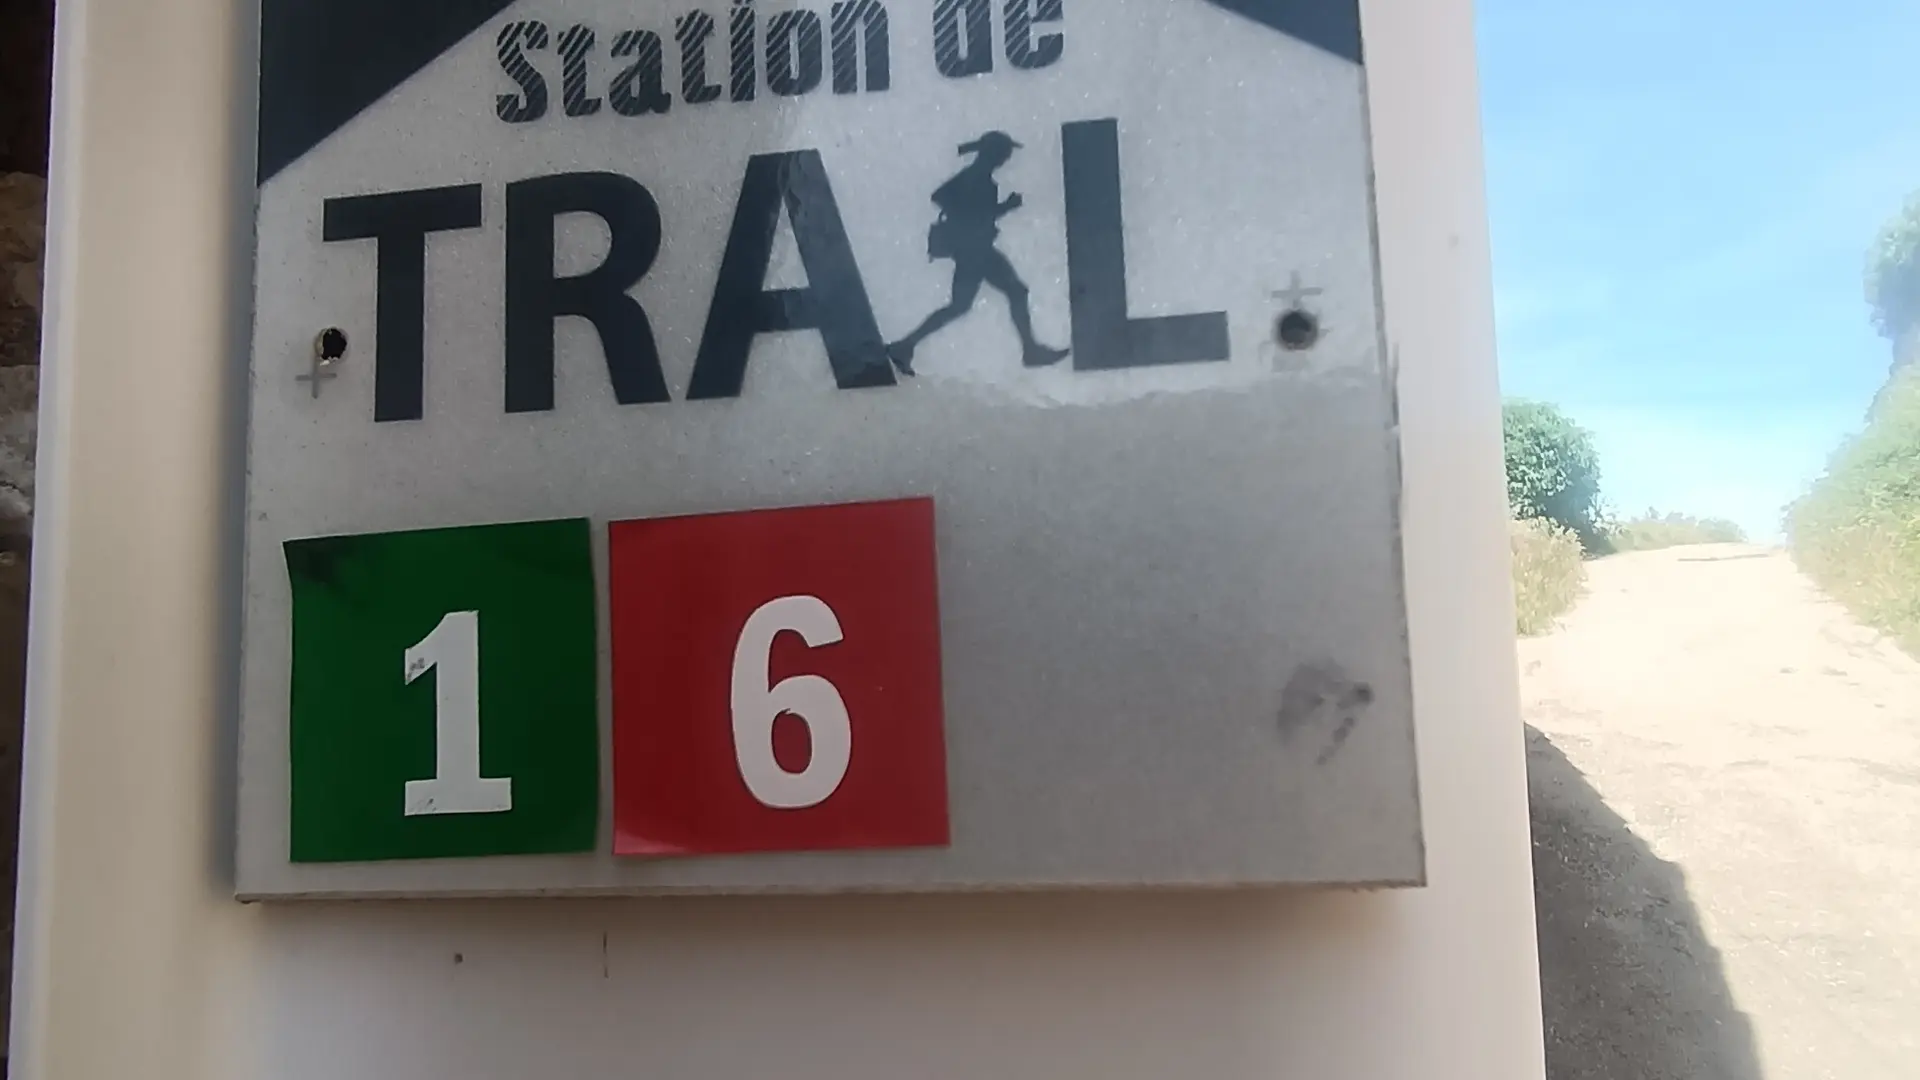 Station de
TRAIL
1 6